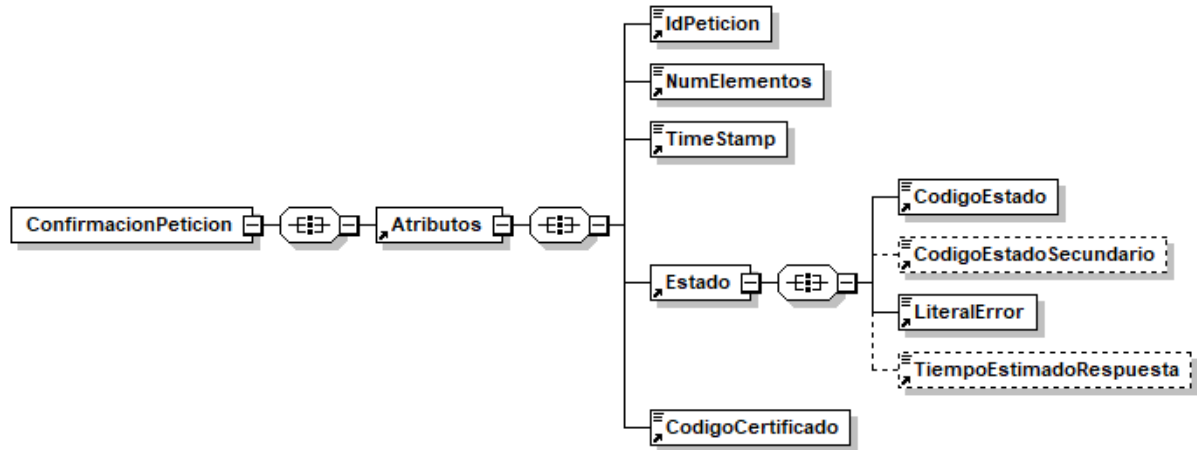 IdPeticion
NumElementos
TimeStamp
ConfirmacionPeticion
Atributos
Estado
CodigoEstado
CodigoEstadoSecundario
LiteralError
TiempoEstimadoRespuesta
CodigoCertificado